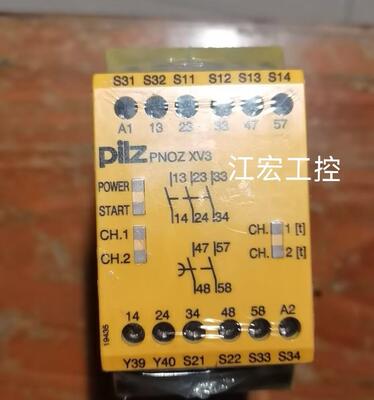 S31 S32 S11 S12 S13 S14
A1 13 23 33 47 57
pilz PNOZ XV3
江宏工控
POWER
START
CH.1
CH.2
13 23 33
14 24 34
47 57
48 58
CH. 1 [t]
CH. 2 [t]
14 24 34 48 58 A2
19435
Y39 Y40 S21 S22 S33 S34